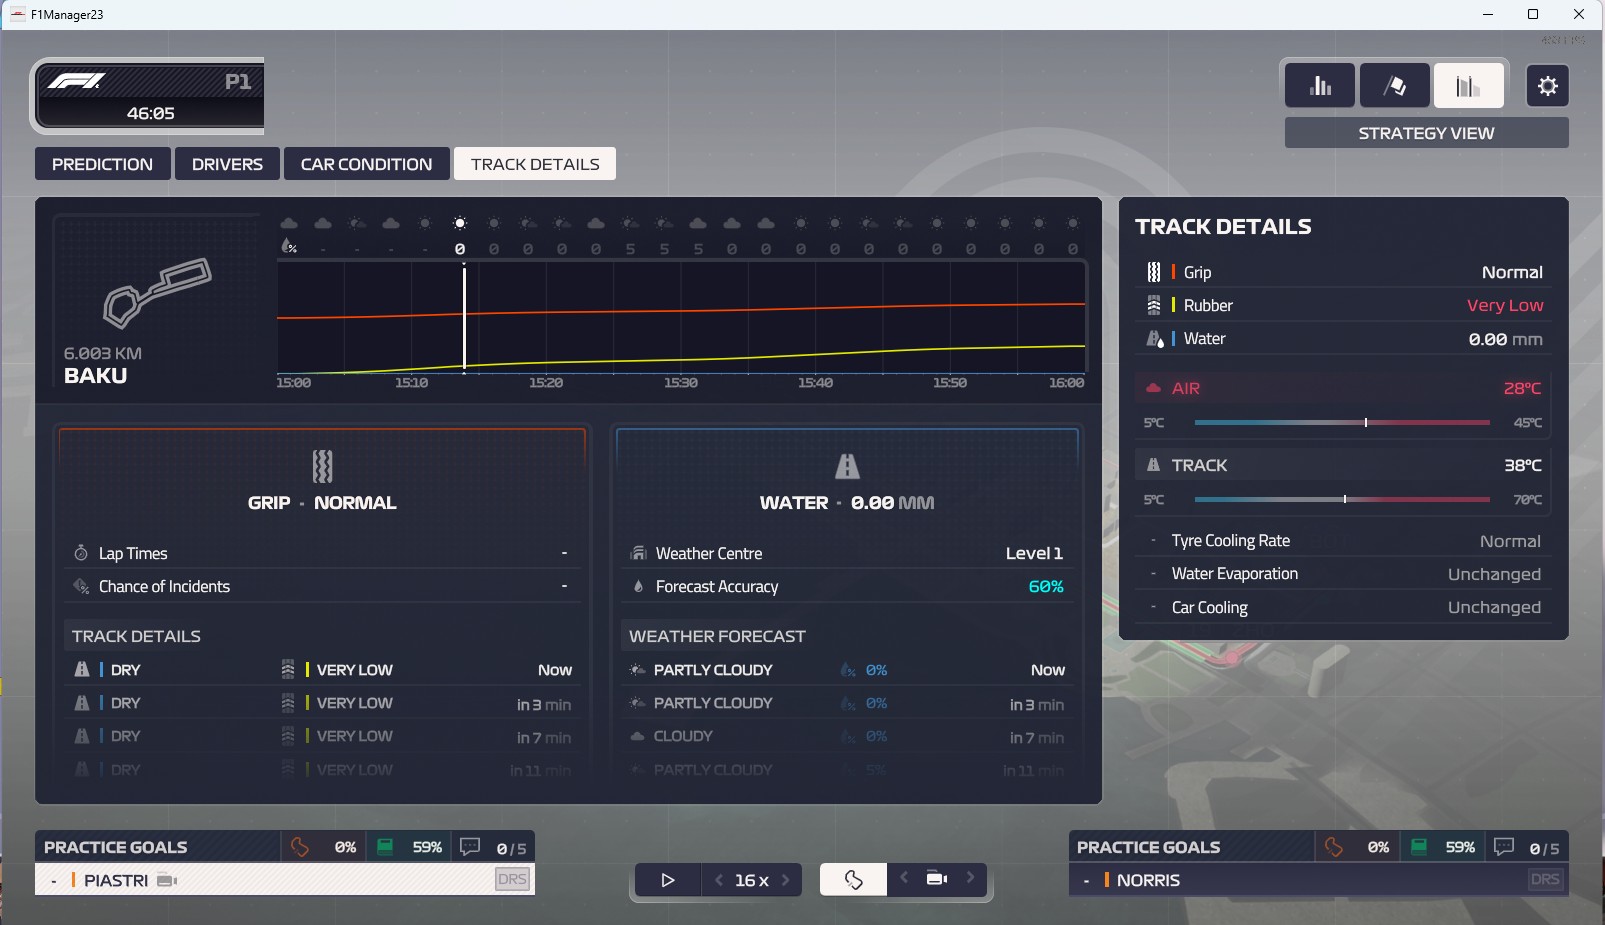 F1Manager23
P1
46:05
STRATEGY VIEW
PREDICTION DRIVERS CAR CONDITION TRACK DETAILS
% - - - - 0 0 0 0 0 5 5 5 0 0 0 0 0 0 0 0 0 0 0
6.003 KM
BAKU
15:00 15:10 15:20 15:30 15:40 15:50 16:00
GRIP - NORMAL
Lap Times -
Chance of Incidents -
TRACK DETAILS
DRY VERY LOW Now
DRY VERY LOW in 3 min
DRY VERY LOW in 7 min
DRY VERY LOW in 11 min
WATER - 0.00 MM
Weather Centre Level 1
Forecast Accuracy 60%
WEATHER FORECAST
PARTLY CLOUDY 0% Now
PARTLY CLOUDY 0% in 3 min
CLOUDY 0% in 7 min
PARTLY CLOUDY 5% in 11 min
TRACK DETAILS
Grip Normal
Rubber Very Low
Water 0.00 mm
AIR 28°C
5°C 45°C
TRACK 38°C
5°C 70°C
- Tyre Cooling Rate Normal
- Water Evaporation Unchanged
- Car Cooling Unchanged
PRACTICE GOALS 0% 59% 0/5
- PIASTRI DRS
16 x
PRACTICE GOALS 0% 59% 0/5
- NORRIS DRS